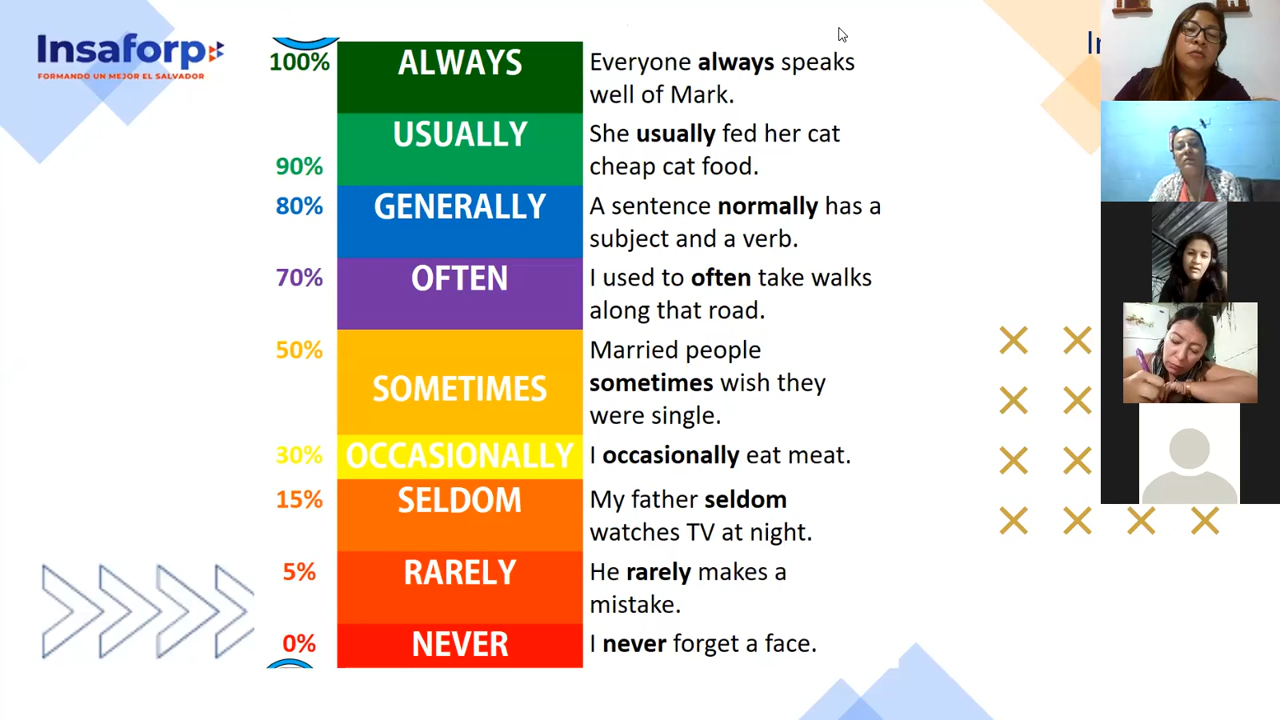 Insaforp
FORMANDO UN MEJOR EL SALVADOR
100% ALWAYS Everyone always speaks
well of Mark.
USUALLY She usually fed her cat
90% cheap cat food.
80% GENERALLY A sentence normally has a
subject and a verb.
70% OFTEN I used to often take walks
along that road.
50% Married people
SOMETIMES sometimes wish they
were single.
30% OCCASIONALLY I occasionally eat meat.
15% SELDOM My father seldom
watches TV at night.
5% RARELY He rarely makes a
mistake.
0% NEVER I never forget a face.